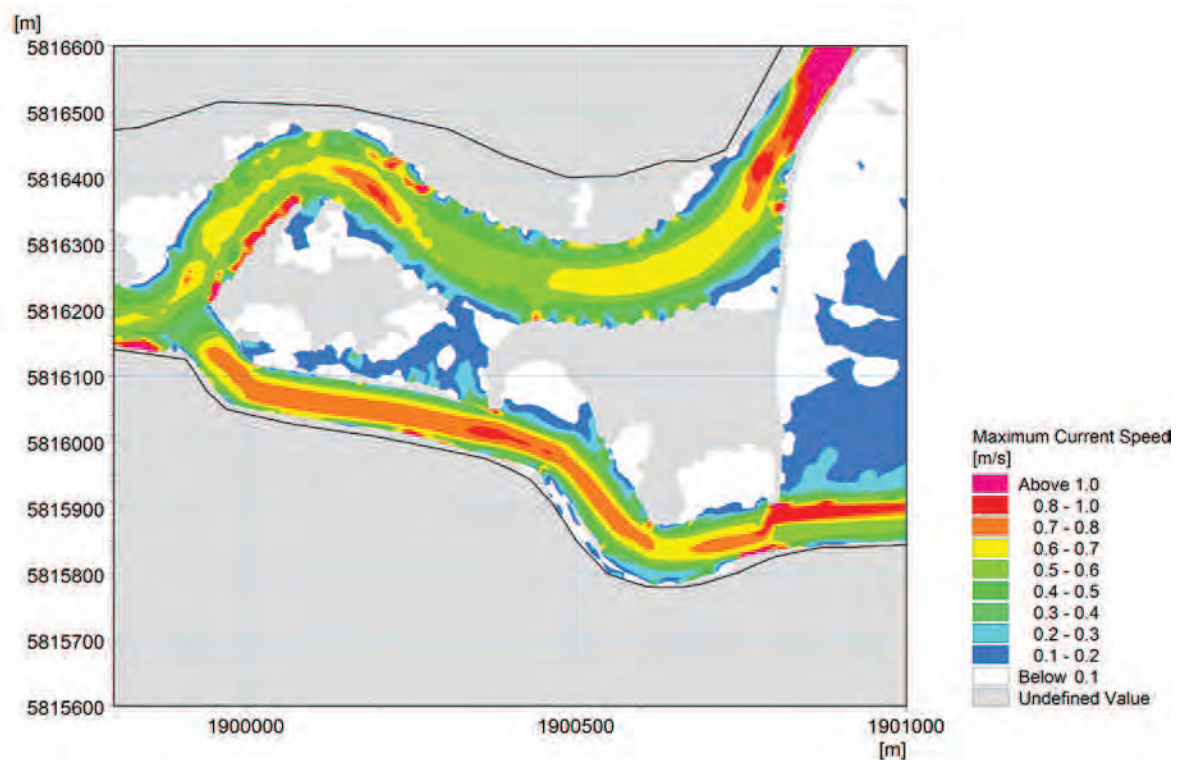 [m]
5816600
5816500
5816400
5816300
5816200
5816100
5816000
5815900
5815800
5815700
5815600
1900000 1900500 1901000
[m]
Maximum Current Speed
[m/s]
Above 1.0
0.8 - 1.0
0.7 - 0.8
0.6 - 0.7
0.5 - 0.6
0.4 - 0.5
0.3 - 0.4
0.2 - 0.3
0.1 - 0.2
Below 0.1
Undefined Value